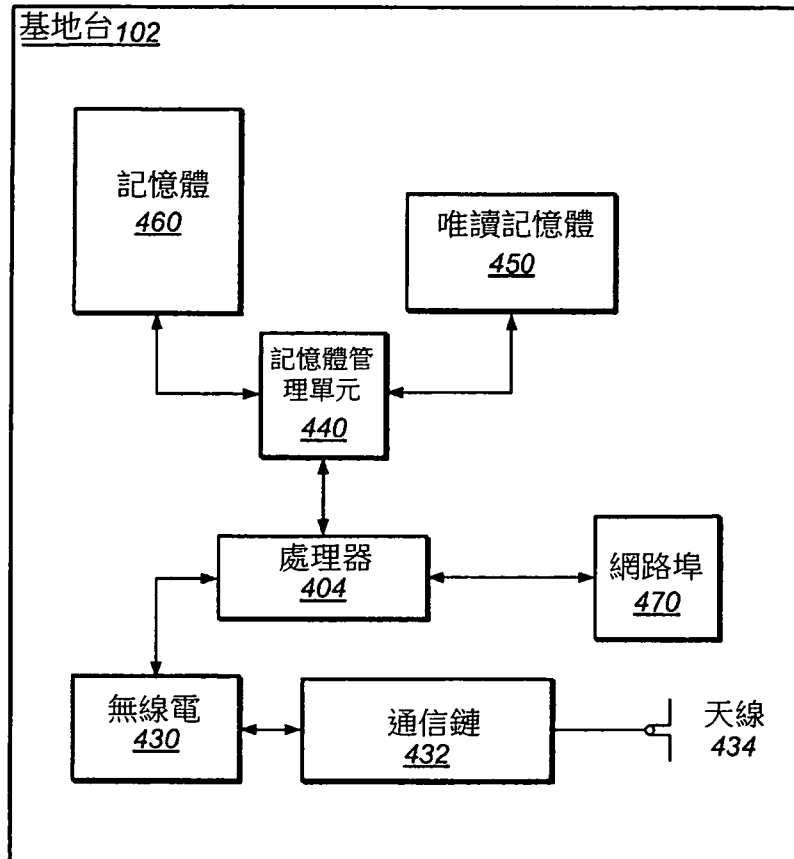 基地台102
記憶體
460
唯讀記憶體
450
記憶體管
理單元
440
處理器
404
網路埠
470
無線電
430
通信鏈
432
天線
434